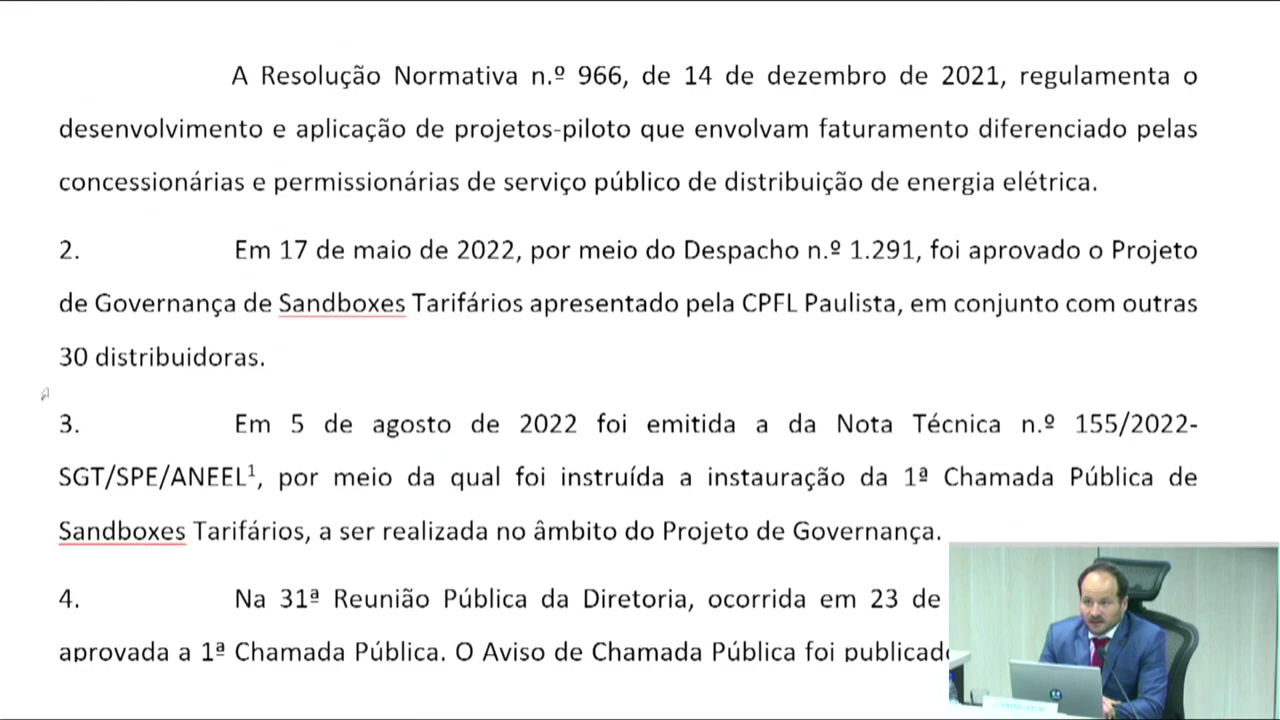 A Resolução Normativa n.º 966, de 14 de dezembro de 2021, regulamenta o
desenvolvimento e aplicação de projetos-piloto que envolvam faturamento diferenciado pelas
concessionárias e permissionárias de serviço público de distribuição de energia elétrica.
2. Em 17 de maio de 2022, por meio do Despacho n.º 1.291, foi aprovado o Projeto
de Governança de Sandboxes Tarifários apresentado pela CPFL Paulista, em conjunto com outras
30 distribuidoras.
3. Em 5 de agosto de 2022 foi emitida a da Nota Técnica n.º 155/2022-
SGT/SPE/ANEEL¹, por meio da qual foi instruída a instauração da 1ª Chamada Pública de
Sandboxes Tarifários, a ser realizada no âmbito do Projeto de Governança.
4. Na 31ª Reunião Pública da Diretoria, ocorrida em 23 de
aprovada a 1ª Chamada Pública. O Aviso de Chamada Pública foi publicado